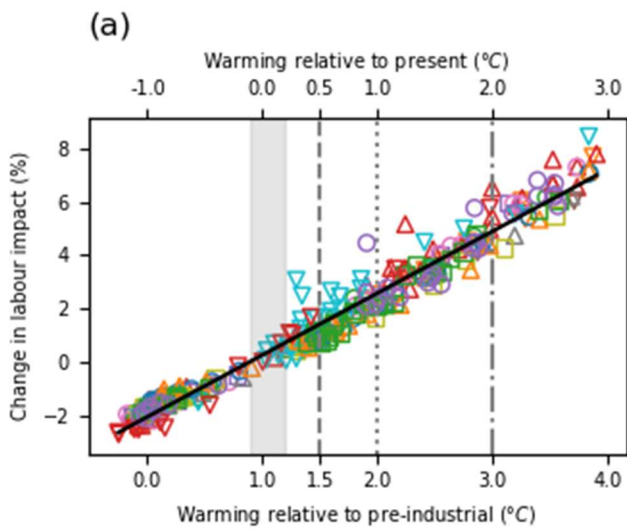 (a)
Warming relative to present (°C)
-1.0 0.0 0.5 1.0 2.0 3.0
Change in labour impact (%)
8
6
4
2
0
−2
0.0 1.0 1.5 2.0 3.0 4.0
Warming relative to pre-industrial (°C)